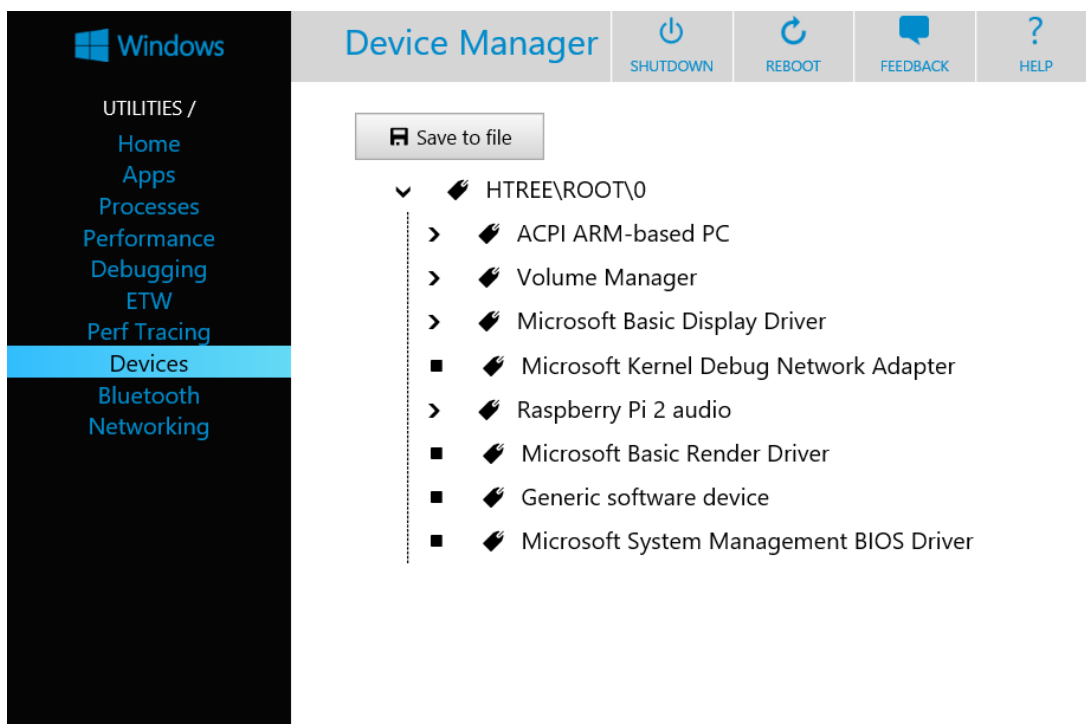 Windows
UTILITIES /
Home
Apps
Processes
Performance
Debugging
ETW
Perf Tracing
Devices
Bluetooth
Networking
Device Manager
SHUTDOWN
REBOOT
FEEDBACK
?
HELP
Save to file
HTREE\ROOT\0
ACPI ARM-based PC
Volume Manager
Microsoft Basic Display Driver
Microsoft Kernel Debug Network Adapter
Raspberry Pi 2 audio
Microsoft Basic Render Driver
Generic software device
Microsoft System Management BIOS Driver